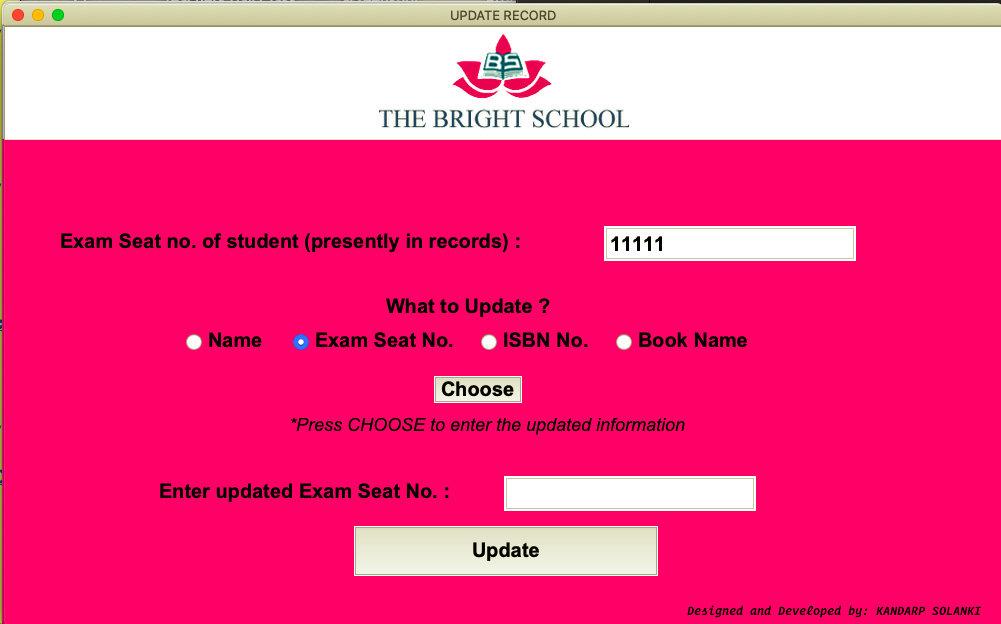 UPDATE RECORD
BS
THE BRIGHT SCHOOL
Exam Seat no. of student (presently in records) : 11111
What to Update ?
Name Exam Seat No. ISBN No. Book Name
Choose
*Press CHOOSE to enter the updated information
Enter updated Exam Seat No. :
Update
Designed and Developed by: KANDARP SOLANKI